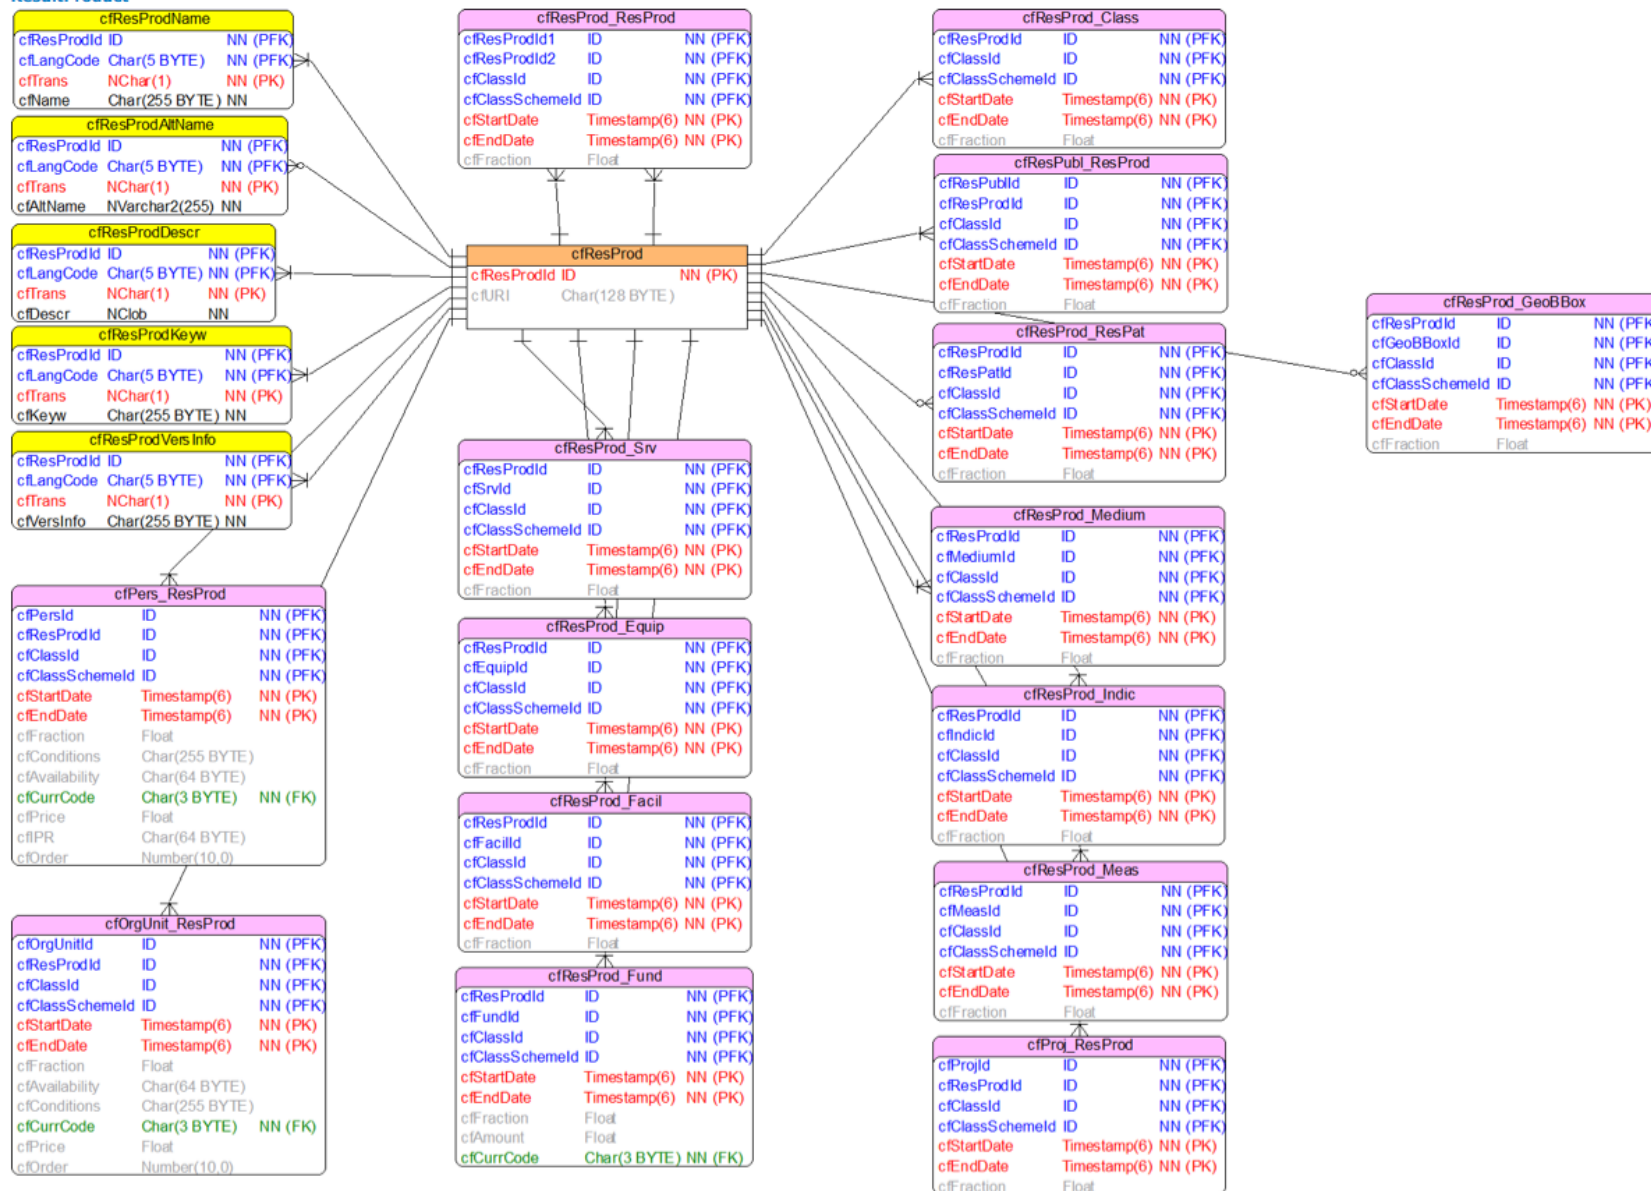 cfResProdName
cfResProdId ID NN (PFK)
cfLangCode Char(5 BYTE) NN (PFK)
cfTrans NChar(1) NN (PK)
cfName Char(255 BYTE) NN
cfResProdAltName
cfResProdId ID NN (PFK)
cfLangCode Char(5 BYTE) NN (PFK)
cfTrans NChar(1) NN (PK)
cfAltName NVarchar2(255) NN
cfResProdDescr
cfResProdId ID NN (PFK)
cfLangCode Char(5 BYTE) NN (PFK)
cfTrans NChar(1) NN (PK)
cfDescr NClob NN
cfResProdKeyw
cfResProdId ID NN (PFK)
cfLangCode Char(5 BYTE) NN (PFK)
cfTrans NChar(1) NN (PK)
cfKeyw Char(255 BYTE) NN
cfResProdVersInfo
cfResProdId ID NN (PFK)
cfLangCode Char(5 BYTE) NN (PFK)
cfTrans NChar(1) NN (PK)
cfVersInfo Char(255 BYTE) NN
cfPers_ResProd
cfPersId ID NN (PFK)
cfResProdId ID NN (PFK)
cfClassId ID NN (PFK)
cfClassSchemeId ID NN (PFK)
cfStartDate Timestamp(6) NN (PK)
cfEndDate Timestamp(6) NN (PK)
cfFraction Float
cfConditions Char(255 BYTE)
cfAvailability Char(64 BYTE)
cfCurrCode Char(3 BYTE) NN (FK)
cfPrice Float
cfIPR Char(64 BYTE)
cfOrder Number(10,0)
cfOrgUnit_ResProd
cfOrgUnitId ID NN (PFK)
cfResProdId ID NN (PFK)
cfClassId ID NN (PFK)
cfClassSchemeId ID NN (PFK)
cfStartDate Timestamp(6) NN (PK)
cfEndDate Timestamp(6) NN (PK)
cfFraction Float
cfAvailability Char(64 BYTE)
cfConditions Char(255 BYTE)
cfCurrCode Char(3 BYTE) NN (FK)
cfPrice Float
cfOrder Number(10,0)
cfResProd_ResProd
cfResProdId1 ID NN (PFK)
cfResProdId2 ID NN (PFK)
cfClassId ID NN (PFK)
cfClassSchemeId ID NN (PFK)
cfStartDate Timestamp(6) NN (PK)
cfEndDate Timestamp(6) NN (PK)
cfFraction Float
cfResProd
cfResProdId ID NN (PK)
cfURI Char(128 BYTE)
cfResProd_Srv
cfResProdId ID NN (PFK)
cfSrvId ID NN (PFK)
cfClassId ID NN (PFK)
cfClassSchemeId ID NN (PFK)
cfStartDate Timestamp(6) NN (PK)
cfEndDate Timestamp(6) NN (PK)
cfFraction Float
cfResProd_Equip
cfResProdId ID NN (PFK)
cfEquipId ID NN (PFK)
cfClassId ID NN (PFK)
cfClassSchemeId ID NN (PFK)
cfStartDate Timestamp(6) NN (PK)
cfEndDate Timestamp(6) NN (PK)
cfFraction Float
cfResProd_Facil
cfResProdId ID NN (PFK)
cfFacilId ID NN (PFK)
cfClassId ID NN (PFK)
cfClassSchemeId ID NN (PFK)
cfStartDate Timestamp(6) NN (PK)
cfEndDate Timestamp(6) NN (PK)
cfFraction Float
cfResProd_Fund
cfResProdId ID NN (PFK)
cfFundId ID NN (PFK)
cfClassId ID NN (PFK)
cfClassSchemeId ID NN (PFK)
cfStartDate Timestamp(6) NN (PK)
cfEndDate Timestamp(6) NN (PK)
cfFraction Float
cfAmount Float
cfCurrCode Char(3 BYTE) NN (FK)
cfResProd_Class
cfResProdId ID NN (PFK)
cfClassId ID NN (PFK)
cfClassSchemeId ID NN (PFK)
cfStartDate Timestamp(6) NN (PK)
cfEndDate Timestamp(6) NN (PK)
cfFraction Float
cfResPubl_ResProd
cfResPublId ID NN (PFK)
cfResProdId ID NN (PFK)
cfClassId ID NN (PFK)
cfClassSchemeId ID NN (PFK)
cfStartDate Timestamp(6) NN (PK)
cfEndDate Timestamp(6) NN (PK)
cfFraction Float
cfResProd_ResPat
cfResProdId ID NN (PFK)
cfResPatId ID NN (PFK)
cfClassId ID NN (PFK)
cfClassSchemeId ID NN (PFK)
cfStartDate Timestamp(6) NN (PK)
cfEndDate Timestamp(6) NN (PK)
cfFraction Float
cfResProd_Medium
cfResProdId ID NN (PFK)
cfMediumId ID NN (PFK)
cfClassId ID NN (PFK)
cfClassSchemeId ID NN (PFK)
cfStartDate Timestamp(6) NN (PK)
cfEndDate Timestamp(6) NN (PK)
cfFraction Float
cfResProd_Indic
cfResProdId ID NN (PFK)
cfIndicId ID NN (PFK)
cfClassId ID NN (PFK)
cfClassSchemeId ID NN (PFK)
cfStartDate Timestamp(6) NN (PK)
cfEndDate Timestamp(6) NN (PK)
cfFraction Float
cfResProd_Meas
cfResProdId ID NN (PFK)
cfMeasId ID NN (PFK)
cfClassId ID NN (PFK)
cfClassSchemeId ID NN (PFK)
cfStartDate Timestamp(6) NN (PK)
cfEndDate Timestamp(6) NN (PK)
cfFraction Float
cfProj_ResProd
cfProjId ID NN (PFK)
cfResProdId ID NN (PFK)
cfClassId ID NN (PFK)
cfClassSchemeId ID NN (PFK)
cfStartDate Timestamp(6) NN (PK)
cfEndDate Timestamp(6) NN (PK)
cfFraction Float
cfResProd_GeoBBox
cfResProdId ID NN (PFK
cfGeoBBoxId ID NN (PFK
cfClassId ID NN (PFK
cfClassSchemeId ID NN (PFK
cfStartDate Timestamp(6) NN (PK)
cfEndDate Timestamp(6) NN (PK)
cfFraction Float